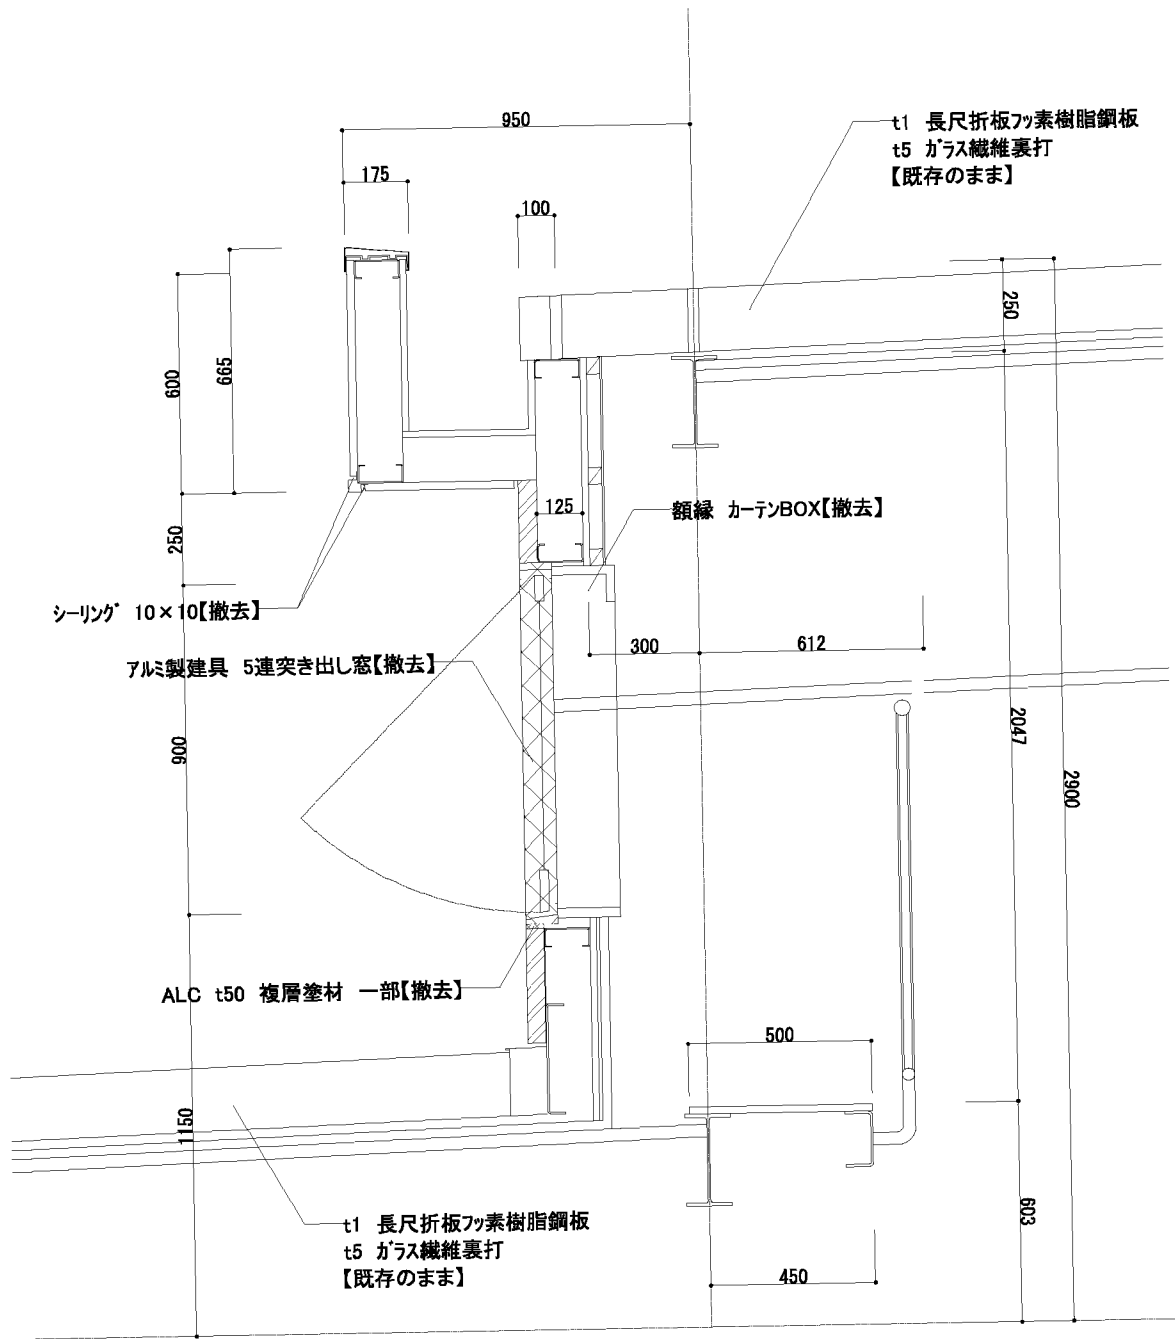 950
t1 長尺折板フッ素樹脂鋼板
t5 ガラス繊維裏打
【既存のまま】
175
100
250
600
665
125
額縁 カーテンBOX【撤去】
250
シーリング 10×10【撤去】
300
612
アルミ製建具 5連突き出し窓【撤去】
900
2047
2900
ALC t50 複層塗材 一部【撤去】
500
1150
603
t1 長尺折板フッ素樹脂鋼板
t5 ガラス繊維裏打
【既存のまま】
450